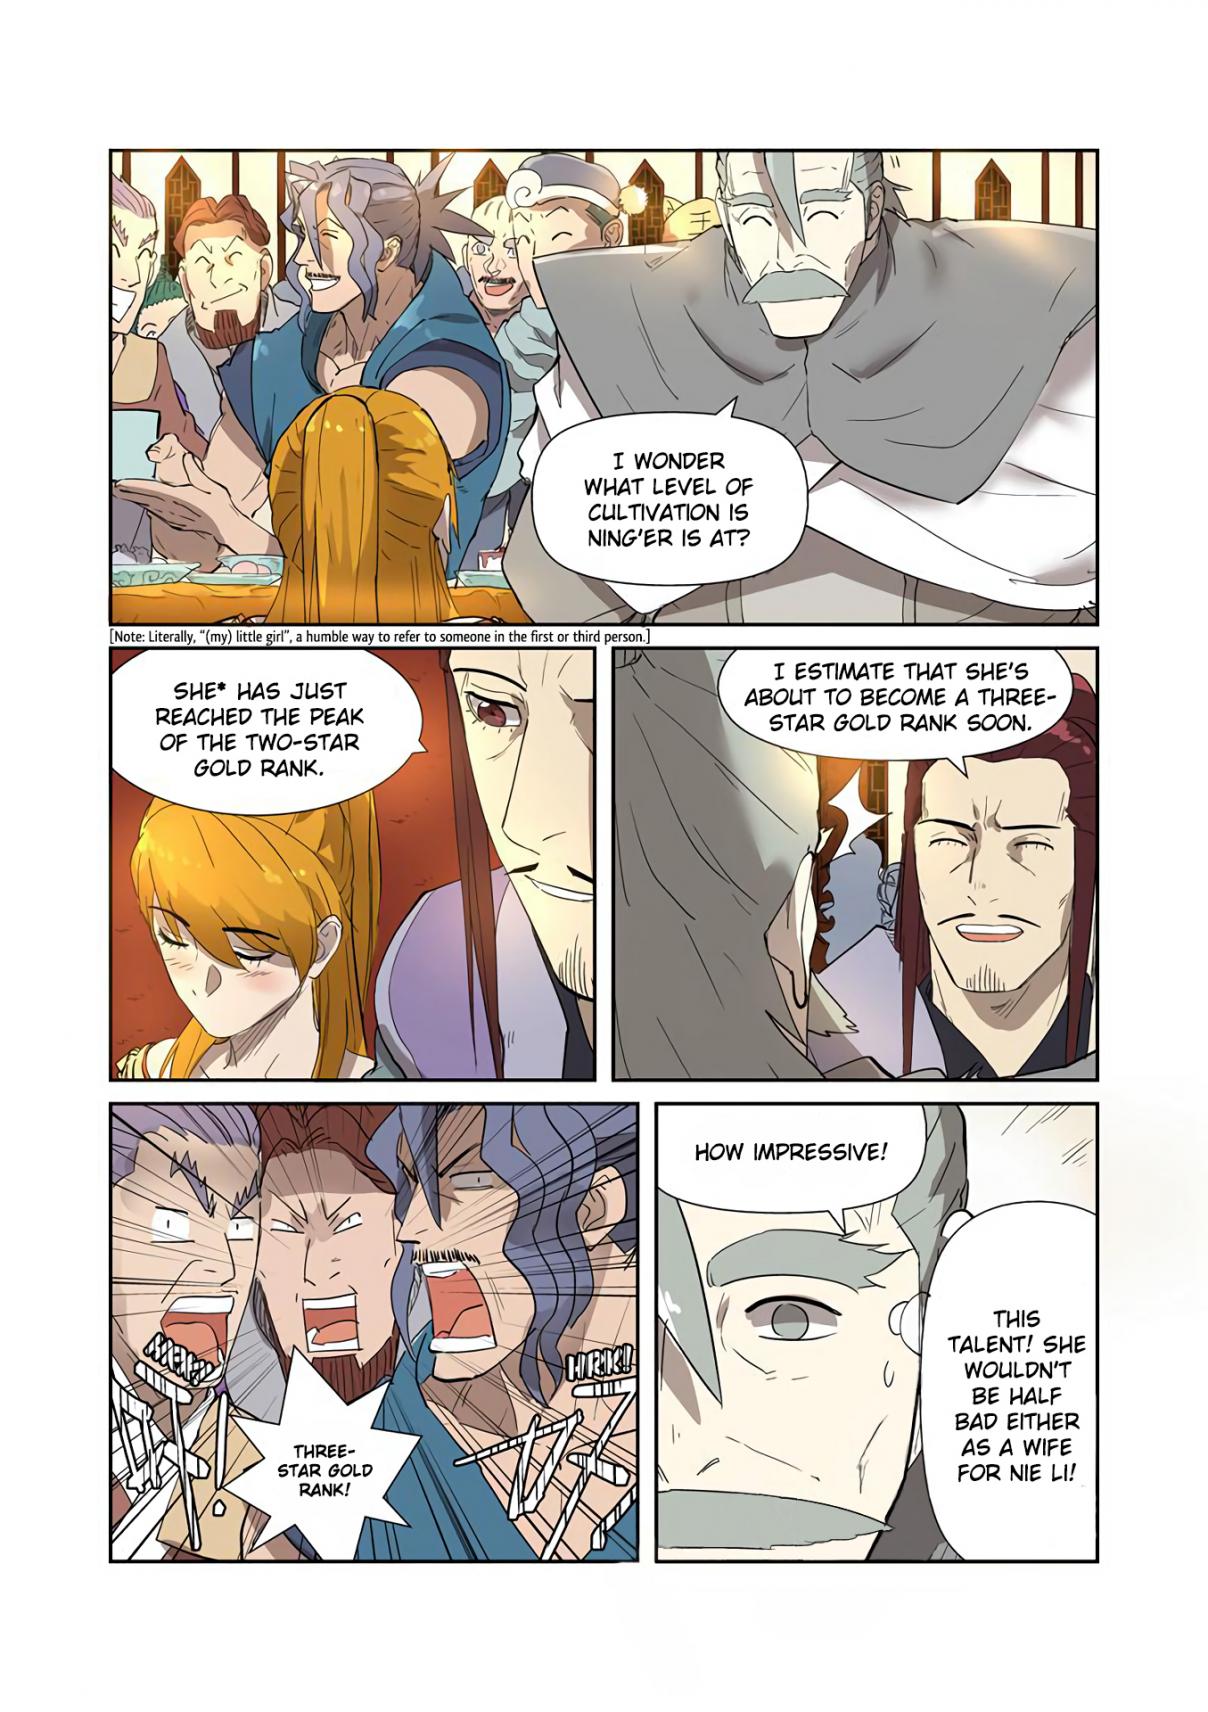 I WONDER
WHAT LEVEL OF
CULTIVATION IS
NING'ER IS AT?
[Note: Literally, "(my) little girl", a humble way to refer to someone in the first or third person.]
SHE* HAS JUST
REACHED THE PEAK
OF THE TWO-STAR
GOLD RANK.
I ESTIMATE THAT SHE'S
ABOUT TO BECOME A THREE-
STAR GOLD RANK SOON.
HRK!!
THREE-
STAR GOLD
RANK!
HOW IMPRESSIVE!
THIS
TALENT! SHE
WOULDN'T
BE HALF
BAD EITHER
AS A WIFE
FOR NIE LI!